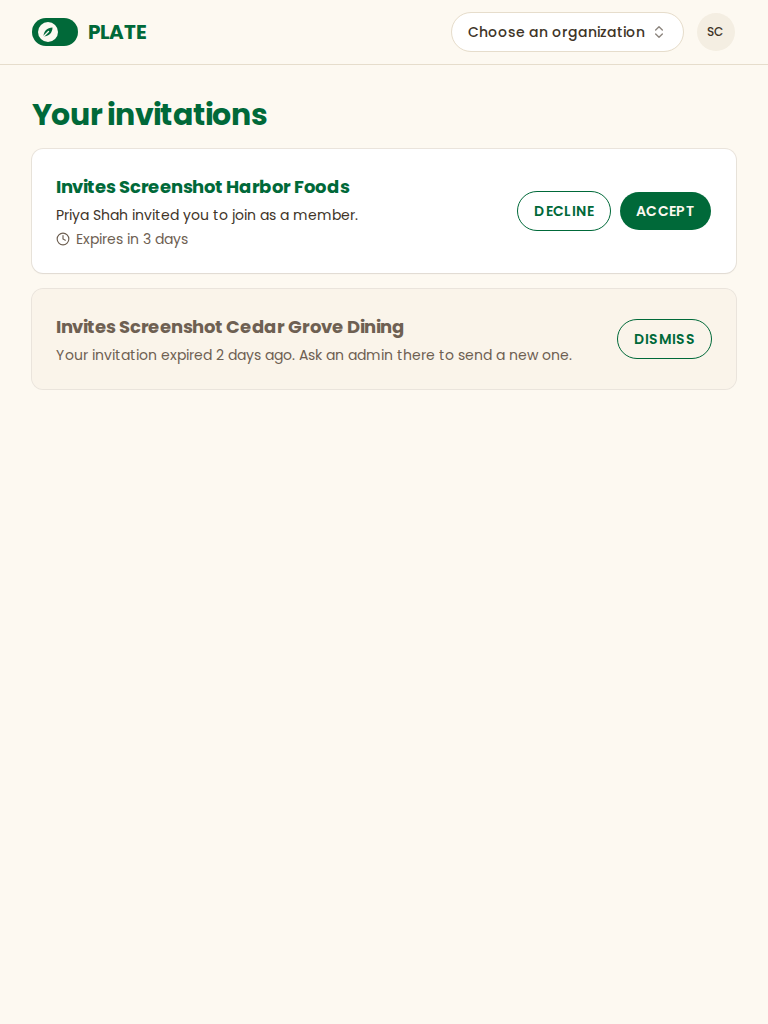 PLATE
Choose an organization
SC
Your invitations
Invites Screenshot Harbor Foods
Priya Shah invited you to join as a member.
Expires in 3 days
DECLINE
ACCEPT
Invites Screenshot Cedar Grove Dining
Your invitation expired 2 days ago. Ask an admin there to send a new one.
DISMISS